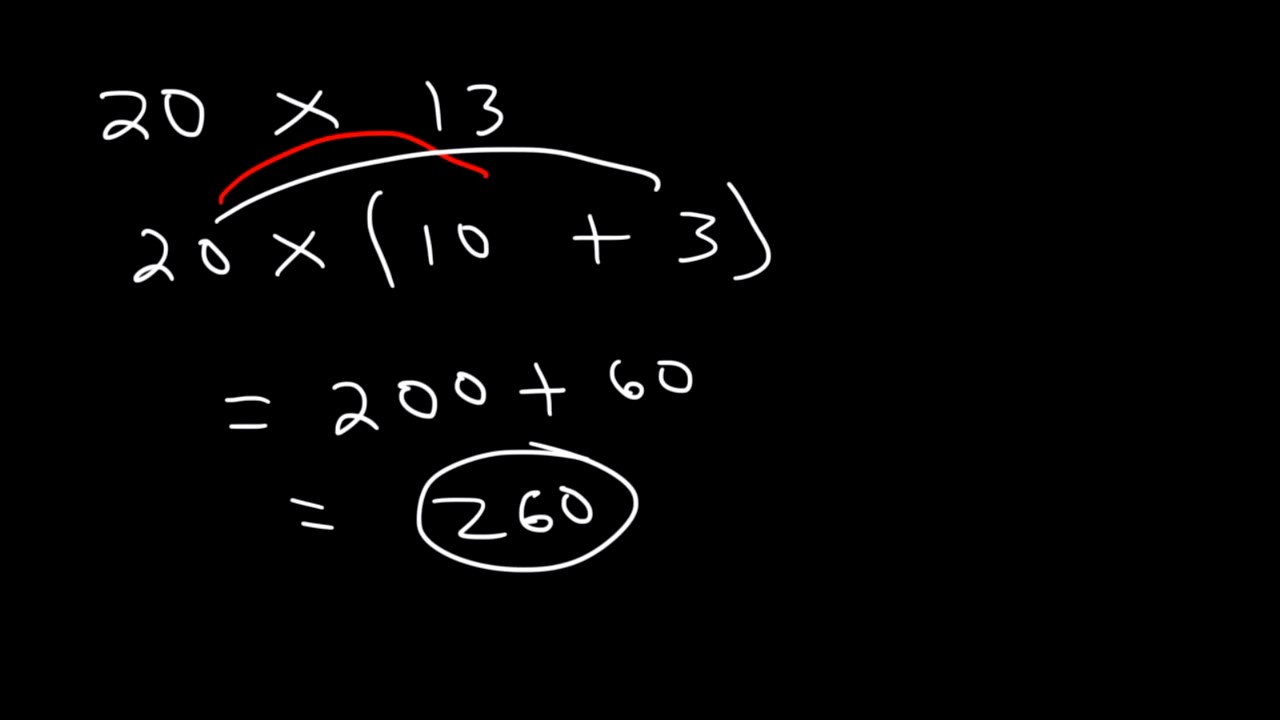 20 × 13
20 × (10 + 3)
= 200 + 60
= 260